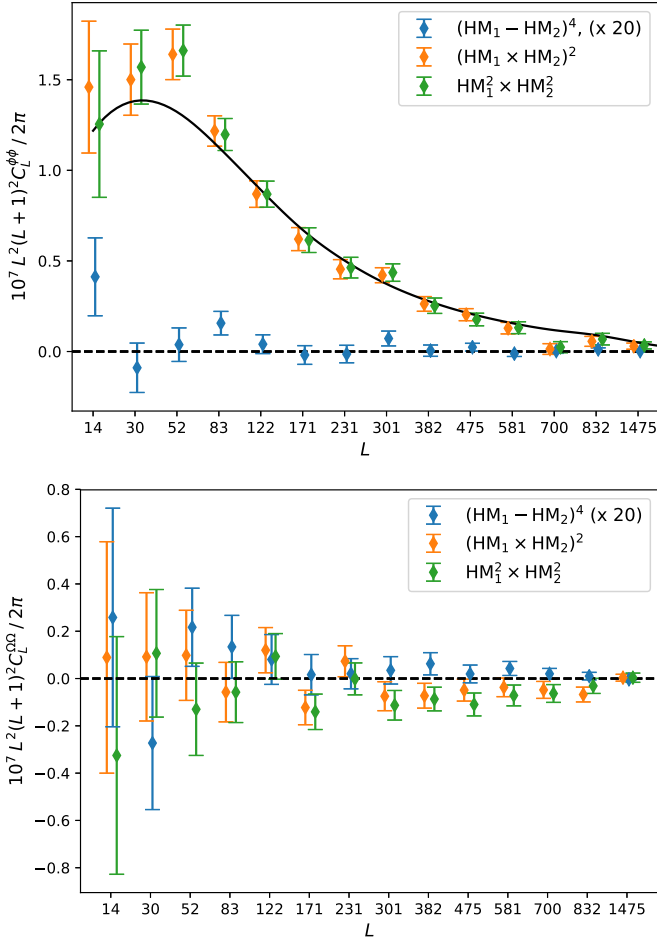 (HM₁ − HM₂)⁴, (x 20)
(HM₁ × HM₂)²
HM₁² × HM₂²
10⁷ L²(L + 1)²C_L^{ϕϕ} / 2π
1.5
1.0
0.5
0.0
14 30 52 83 122 171 231 301 382 475 581 700 832 1475
L
(HM₁ − HM₂)⁴ (x 20)
(HM₁ × HM₂)²
HM₁² × HM₂²
10⁷ L²(L + 1)²C_L^{ΩΩ} / 2π
0.8
0.6
0.4
0.2
0.0
−0.2
−0.4
−0.6
−0.8
14 30 52 83 122 171 231 301 382 475 581 700 832 1475
L